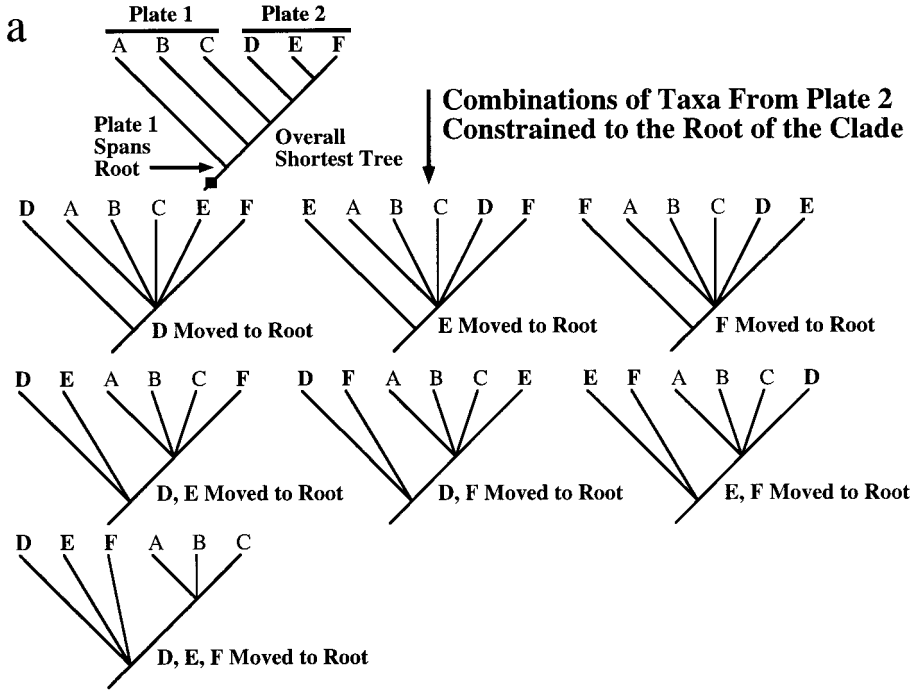 a
Plate 1 Plate 2
A B C D E F
Plate 1
Spans
Root
Overall
Shortest Tree
Combinations of Taxa From Plate 2
Constrained to the Root of the Clade
D A B C E F
D Moved to Root
E A B C D F
E Moved to Root
F A B C D E
F Moved to Root
D E A B C F
D, E Moved to Root
D F A B C E
D, F Moved to Root
E F A B C D
E, F Moved to Root
D E F A B C
D, E, F Moved to Root